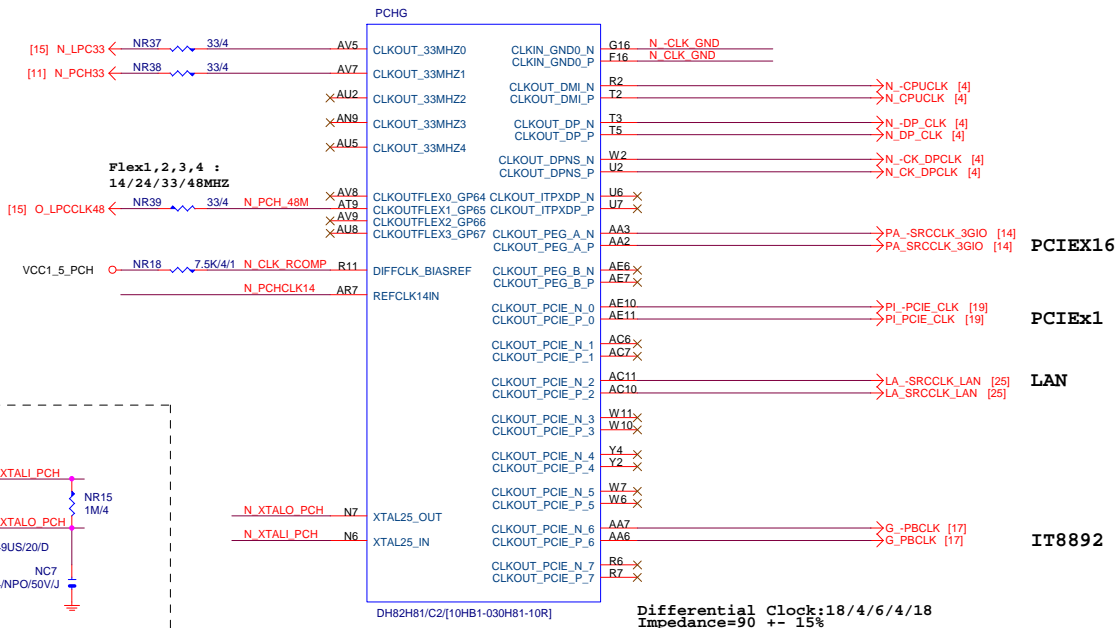 PCHG
[15] N_LPC33 NR37 33/4 AV5 CLKOUT_33MHZ0
[11] N_PCH33 NR38 33/4 AV7 CLKOUT_33MHZ1
AU2 CLKOUT_33MHZ2
AN9 CLKOUT_33MHZ3
AU5 CLKOUT_33MHZ4
Flex1,2,3,4 :
14/24/33/48MHZ
AV8 CLKOUTFLEX0_GP64
[15] O_LPCCLK48 NR39 33/4 N_PCH_48M AT9 CLKOUTFLEX1_GP65
AV9 CLKOUTFLEX2_GP66
AU8 CLKOUTFLEX3_GP67
VCC1_5_PCH NR18 7.5K/4/1 N_CLK_RCOMP R11 DIFFCLK_BIASREF
N_PCHCLK14 AR7 REFCLK14IN
N_XTALO_PCH N7 XTAL25_OUT
N_XTALI_PCH N6 XTAL25_IN
CLKIN_GND0_N G16 N_-CLK_GND
CLKIN_GND0_P F16 N_CLK_GND
CLKOUT_DMI_N R2 N_-CPUCLK [4]
CLKOUT_DMI_P T2 N_CPUCLK [4]
CLKOUT_DP_N T3 N_-DP_CLK [4]
CLKOUT_DP_P T5 N_DP_CLK [4]
CLKOUT_DPNS_N W2 N_-CK_DPCLK [4]
CLKOUT_DPNS_P U2 N_CK_DPCLK [4]
CLKOUT_ITPXDP_N U6
CLKOUT_ITPXDP_P U7
CLKOUT_PEG_A_N AA3 PA_-SRCCLK_3GIO [14]
CLKOUT_PEG_A_P AA2 PA_SRCCLK_3GIO [14]
PCIEX16
CLKOUT_PEG_B_N AE6
CLKOUT_PEG_B_P AE7
CLKOUT_PCIE_N_0 AE10 PI_-PCIE_CLK [19]
CLKOUT_PCIE_P_0 AE11 PI_PCIE_CLK [19]
PCIEx1
CLKOUT_PCIE_N_1 AC6
CLKOUT_PCIE_P_1 AC7
CLKOUT_PCIE_N_2 AC11 LA_-SRCCLK_LAN [25]
CLKOUT_PCIE_P_2 AC10 LA_SRCCLK_LAN [25]
LAN
CLKOUT_PCIE_N_3 W11
CLKOUT_PCIE_P_3 W10
CLKOUT_PCIE_N_4 Y4
CLKOUT_PCIE_P_4 Y2
CLKOUT_PCIE_N_5 W7
CLKOUT_PCIE_P_5 W6
CLKOUT_PCIE_N_6 AA7 G_-PBCLK [17]
CLKOUT_PCIE_P_6 AA6 G_PBCLK [17]
IT8892
CLKOUT_PCIE_N_7 R6
CLKOUT_PCIE_P_7 R7
XTALI_PCH
NR15
1M/4
XTALO_PCH
9US/20/D
NC7
/NPO/50V/J
DH82H81/C2/[10HB1-030H81-10R]
Differential Clock:18/4/6/4/18
Impedance=90 +- 15%